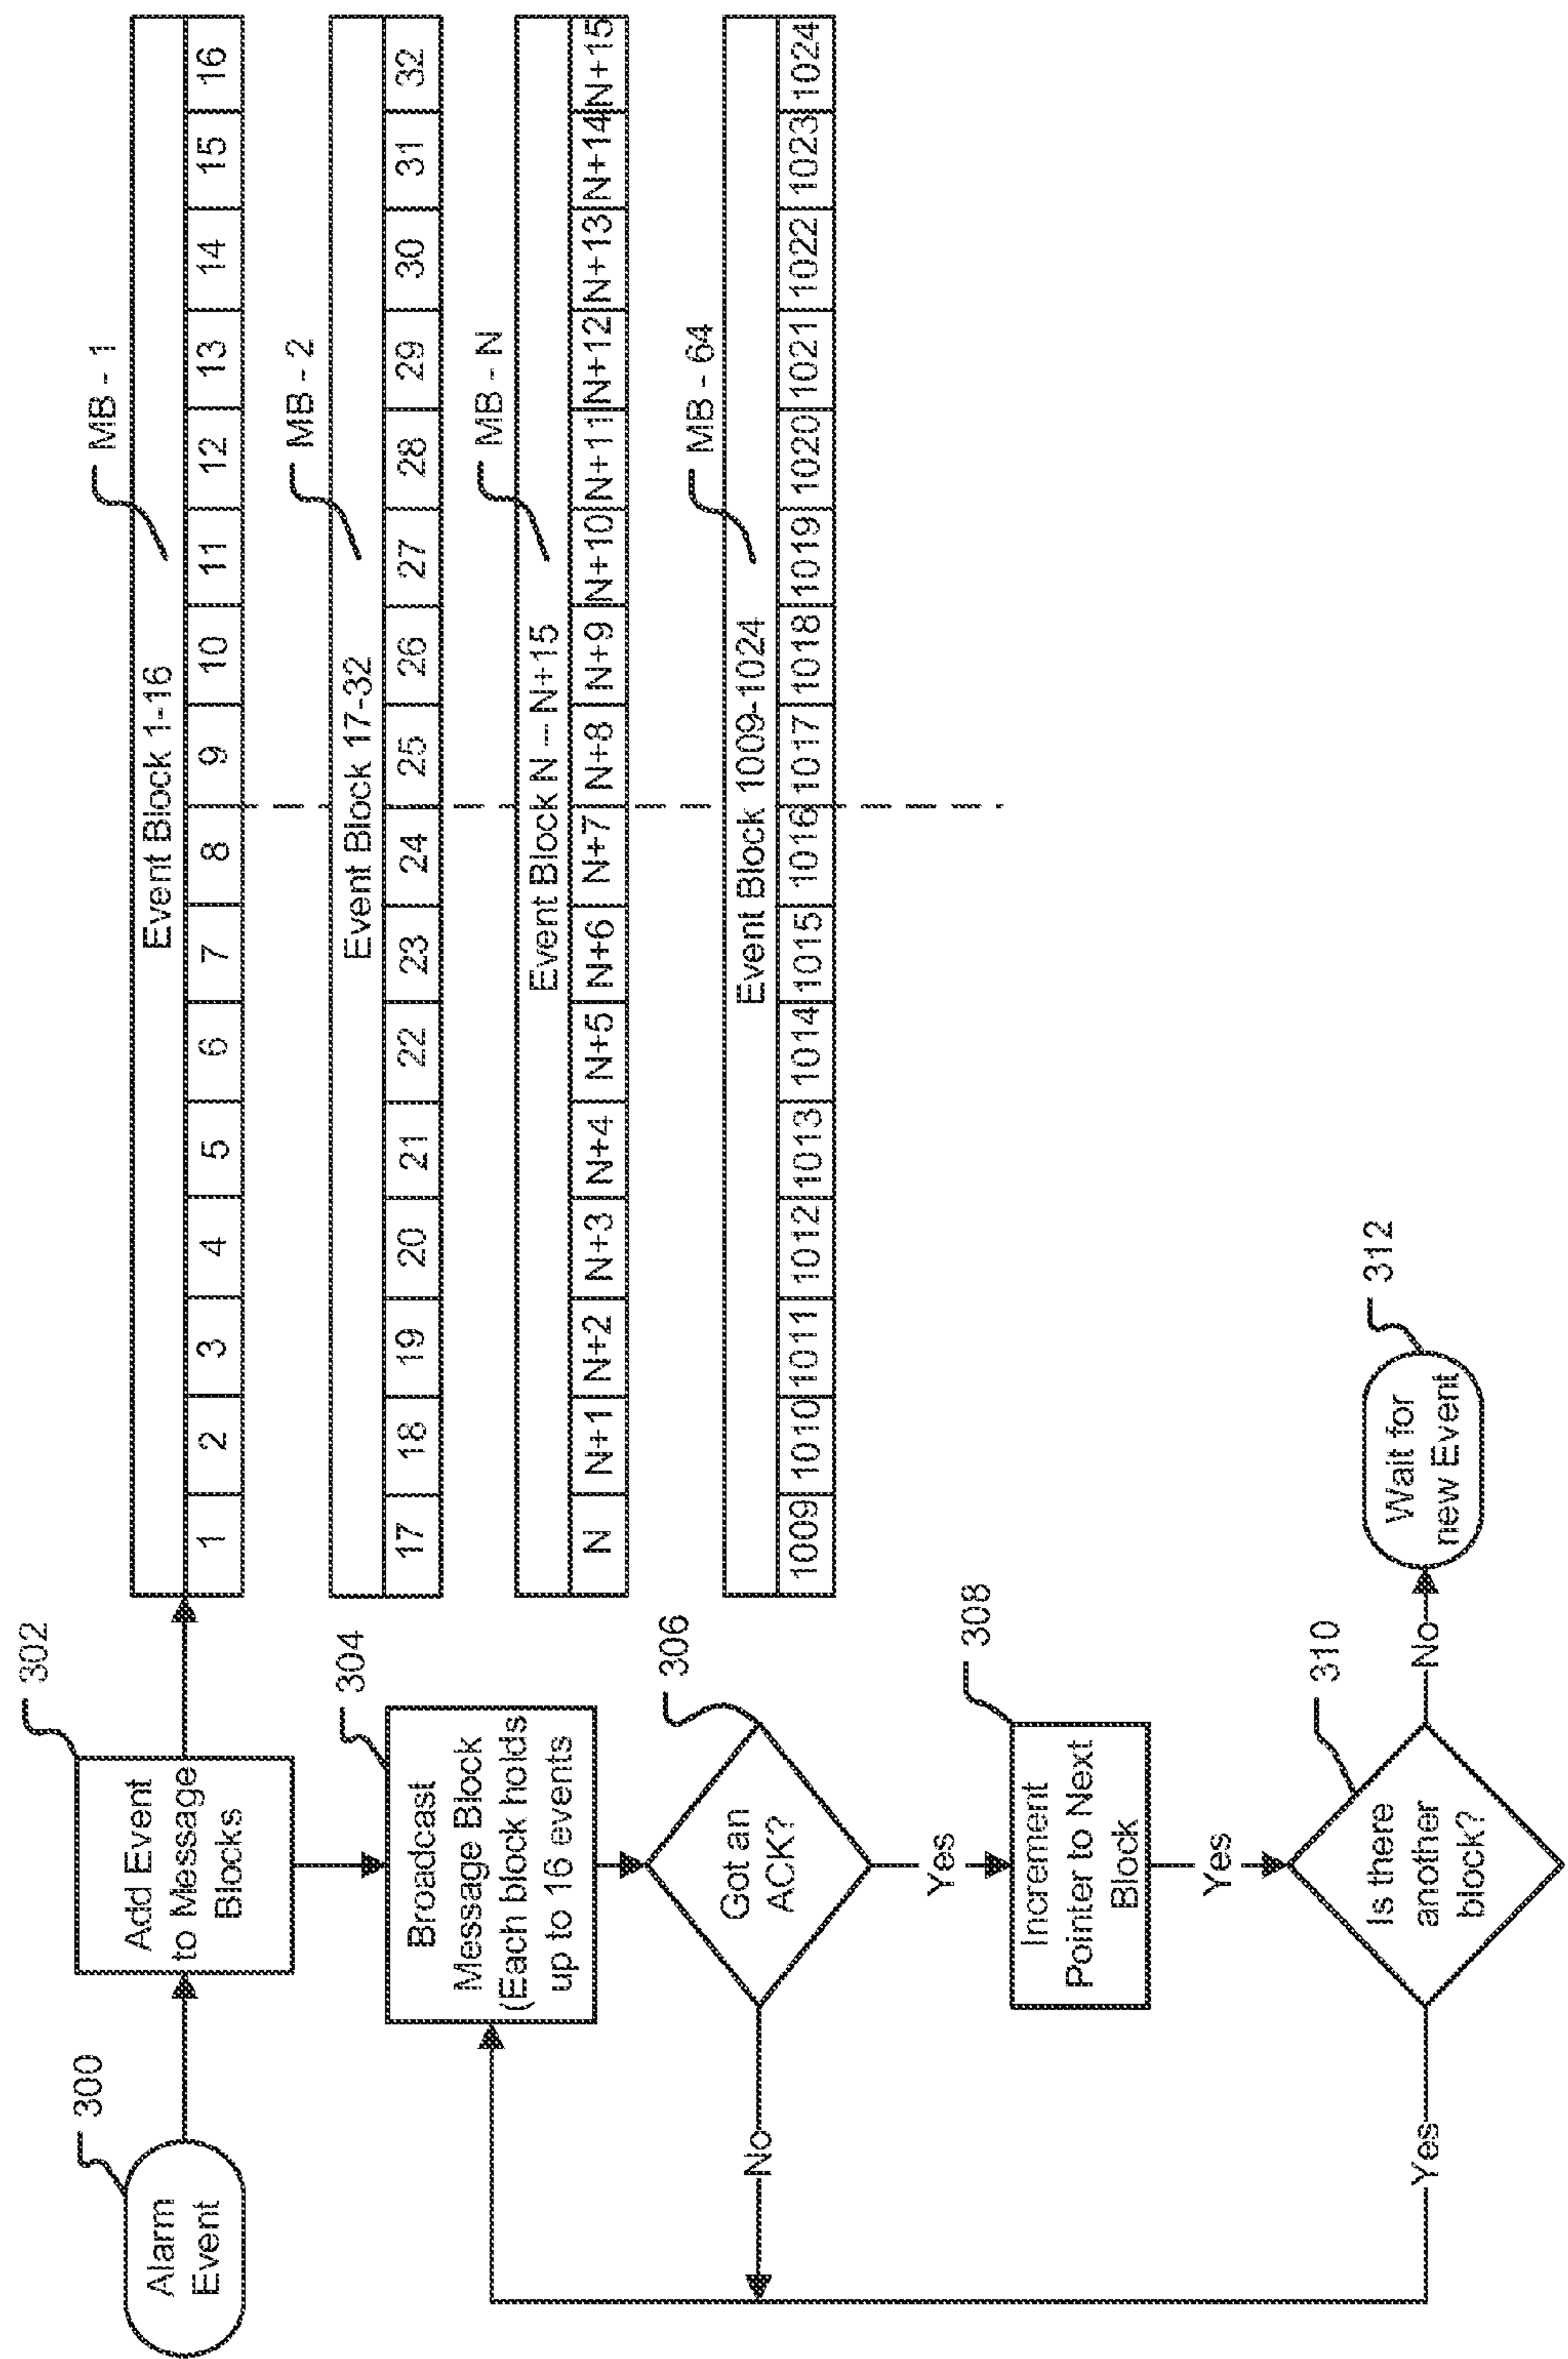 300
Alarm
Event
302
Add Event
to Message
Blocks
MB - 1
Event Block 1-16
1 2 3 4 5 6 7 8 9 10 11 12 13 14 15 16
MB - 2
Event Block 17-32
17 18 19 20 21 22 23 24 25 26 27 28 29 30 31 32
MB - N
Event Block N -- N+15
N N+1 N+2 N+3 N+4 N+5 N+6 N+7 N+8 N+9 N+10 N+11 N+12 N+13 N+14 N+15
MB - 64
Event Block 1009-1024
1009 1010 1011 1012 1013 1014 1015 1016 1017 1018 1019 1020 1021 1022 1023 1024
304
Broadcast
Message Block
(Each block holds
up to 16 events
306
Got an
ACK?
No
Yes
308
Increment
Pointer to Next
Block
Yes
310
Is there
another
block?
Yes
No
312
Wait for
new Event